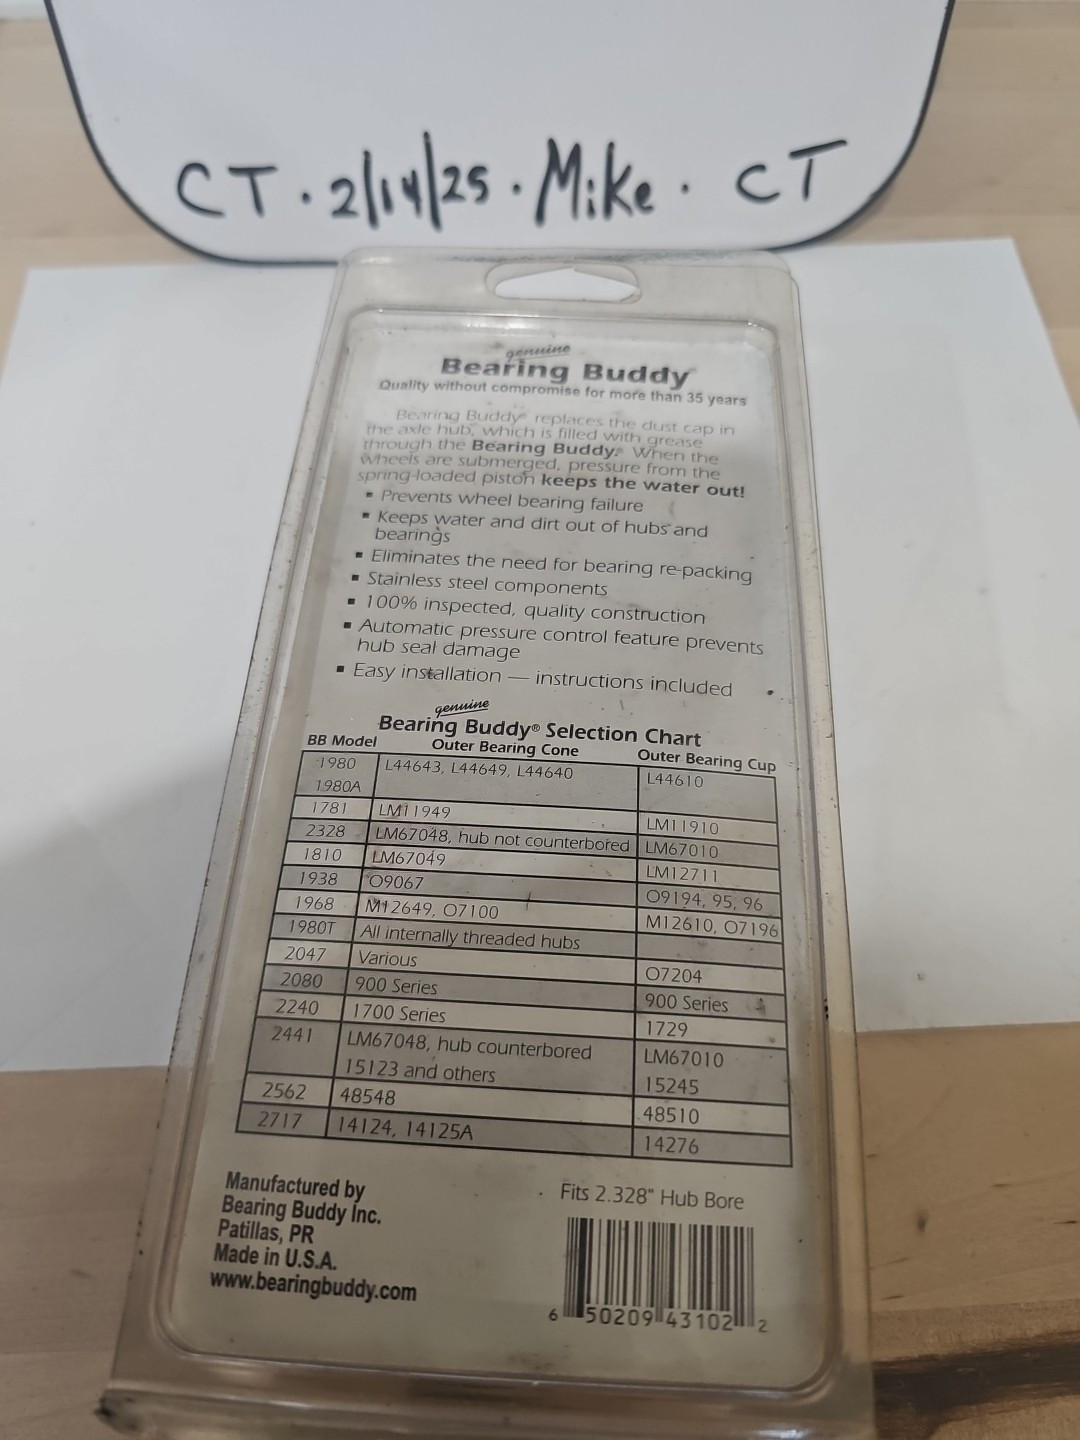 CT · 2/14/25 · Mike · CT
genuine
Bearing Buddy
Quality without compromise for more than 35 years
Bearing Buddy® replaces the dust cap in
the axle hub, which is filled with grease
through the Bearing Buddy.® When the
wheels are submerged, pressure from the
spring-loaded piston keeps the water out!
▪ Prevents wheel bearing failure
▪ Keeps water and dirt out of hubs and
bearings
▪ Eliminates the need for bearing re-packing
▪ Stainless steel components
▪ 100% inspected, quality construction
▪ Automatic pressure control feature prevents
hub seal damage
▪ Easy installation — instructions included
genuine
Bearing Buddy® Selection Chart
BB Model Outer Bearing Cone Outer Bearing Cup
1980 L44643, L44649, L44640 L44610
1980A
1781 LM11949 LM11910
2328 LM67048, hub not counterbored LM67010
1810 LM67049 LM12711
1938 O9067 O9194, 95, 96
1968 M12649, O7100 M12610, O7196
1980T All internally threaded hubs
2047 Various O7204
2080 900 Series 900 Series
2240 1700 Series 1729
2441 LM67048, hub counterbored LM67010
15123 and others 15245
2562 48548 48510
2717 14124, 14125A 14276
Manufactured by
Bearing Buddy Inc.
Patillas, PR
Made in U.S.A.
www.bearingbuddy.com
Fits 2.328" Hub Bore
6 50209 43102 2